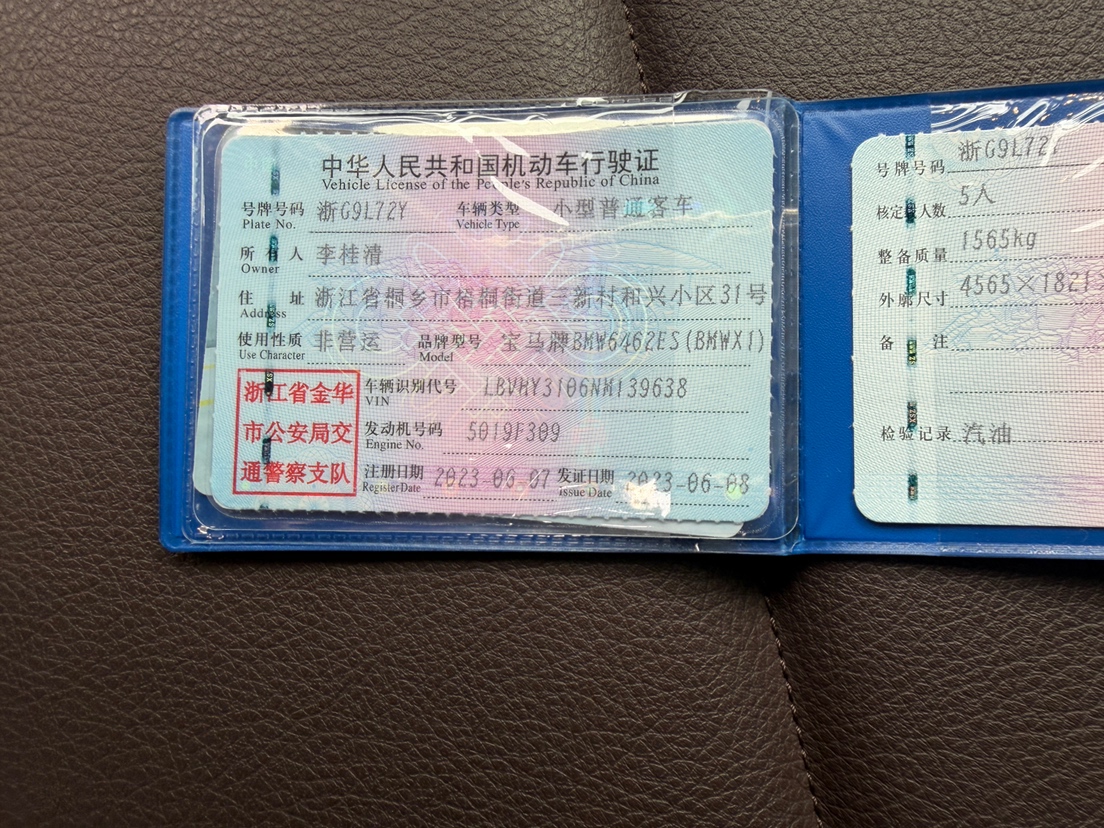 中华人民共和国机动车行驶证
Vehicle License of the People's Republic of China
号牌号码 浙G9L72Y 车辆类型 小型普通客车
Plate No. Vehicle Type
所有人 李桂清
Owner
住址 浙江省桐乡市梧桐街道三新村和兴小区31号
Address
使用性质 非营运 品牌型号 宝马牌BMW6462ES(BMWX1)
Use Character Model
浙江省金华
市公安局交
通警察支队
车辆识别代号 LBVHY3106NM139638
VIN
发动机号码 5019F309
Engine No.
注册日期 2023-06-07 发证日期 2023-06-08
Register Date Issue Date
号牌号码 浙G9L72
核定载人数 5人
整备质量 1565kg
外廓尺寸 4565×1821
备注
检验记录 汽油